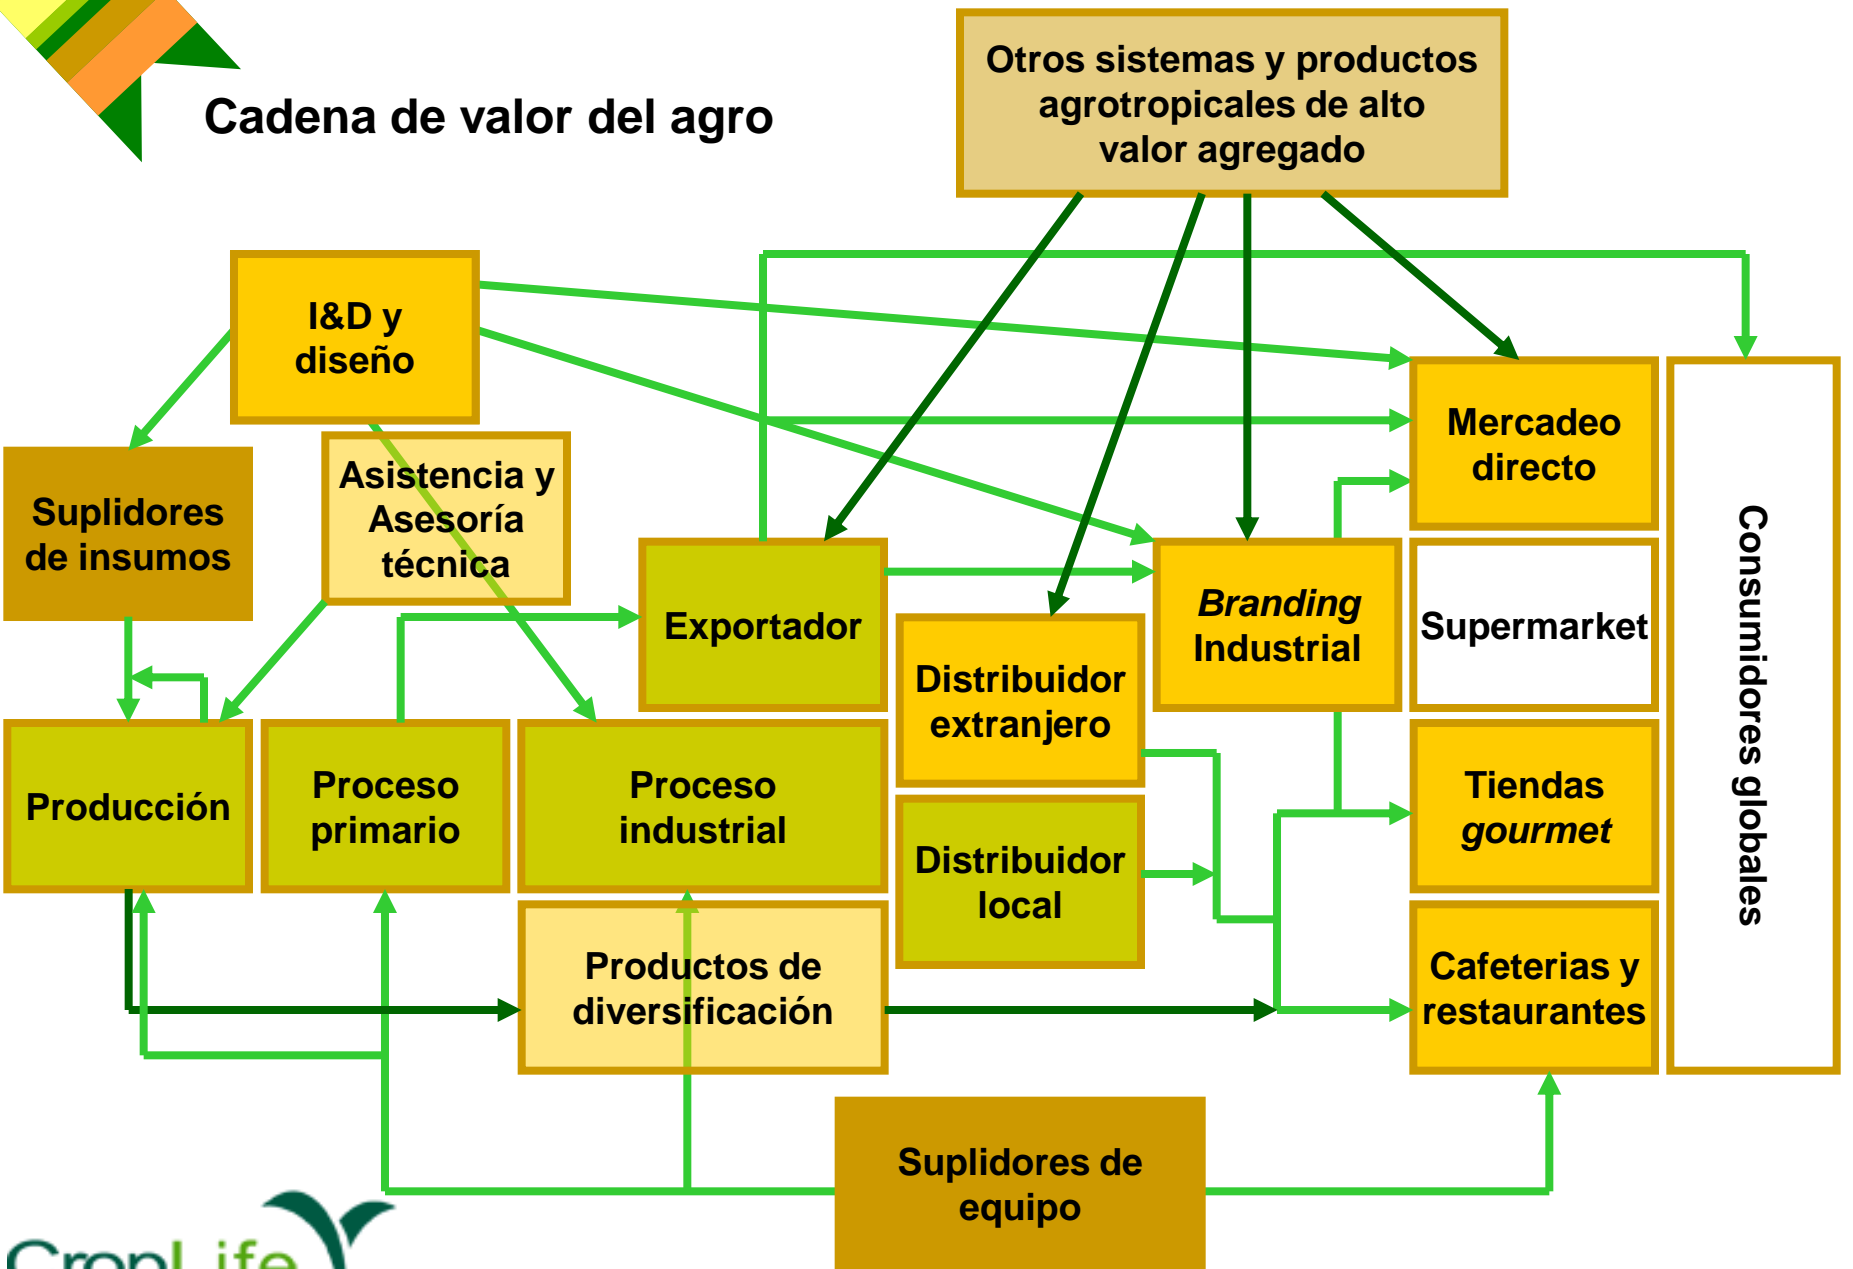 Cadena de valor del agro
Otros sistemas y productos
agrotropicales de alto
valor agregado
I&D y
diseño
Suplidores
de insumos
Asistencia y
Asesoría
técnica
Exportador
Branding
Industrial
Mercadeo
directo
Supermarket
Distribuidor
extranjero
Producción
Proceso
primario
Proceso
industrial
Distribuidor
local
Tiendas
gourmet
Productos de
diversificación
Cafeterias y
restaurantes
Consumidores globales
Suplidores de
equipo
CropLife